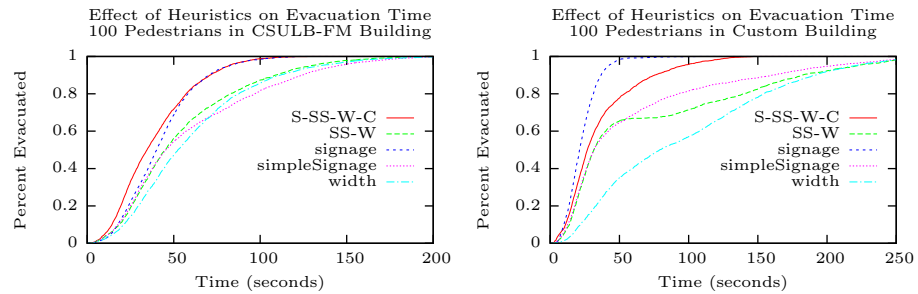 Effect of Heuristics on Evacuation Time
100 Pedestrians in CSULB-FM Building
Percent Evacuated
1
0.8
0.6
0.4
0.2
0
S-SS-W-C
SS-W
signage
simpleSignage
width
0 50 100 150 200
Time (seconds)
Effect of Heuristics on Evacuation Time
100 Pedestrians in Custom Building
Percent Evacuated
1
0.8
0.6
0.4
0.2
0
S-SS-W-C
SS-W
signage
simpleSignage
width
0 50 100 150 200 250
Time (seconds)